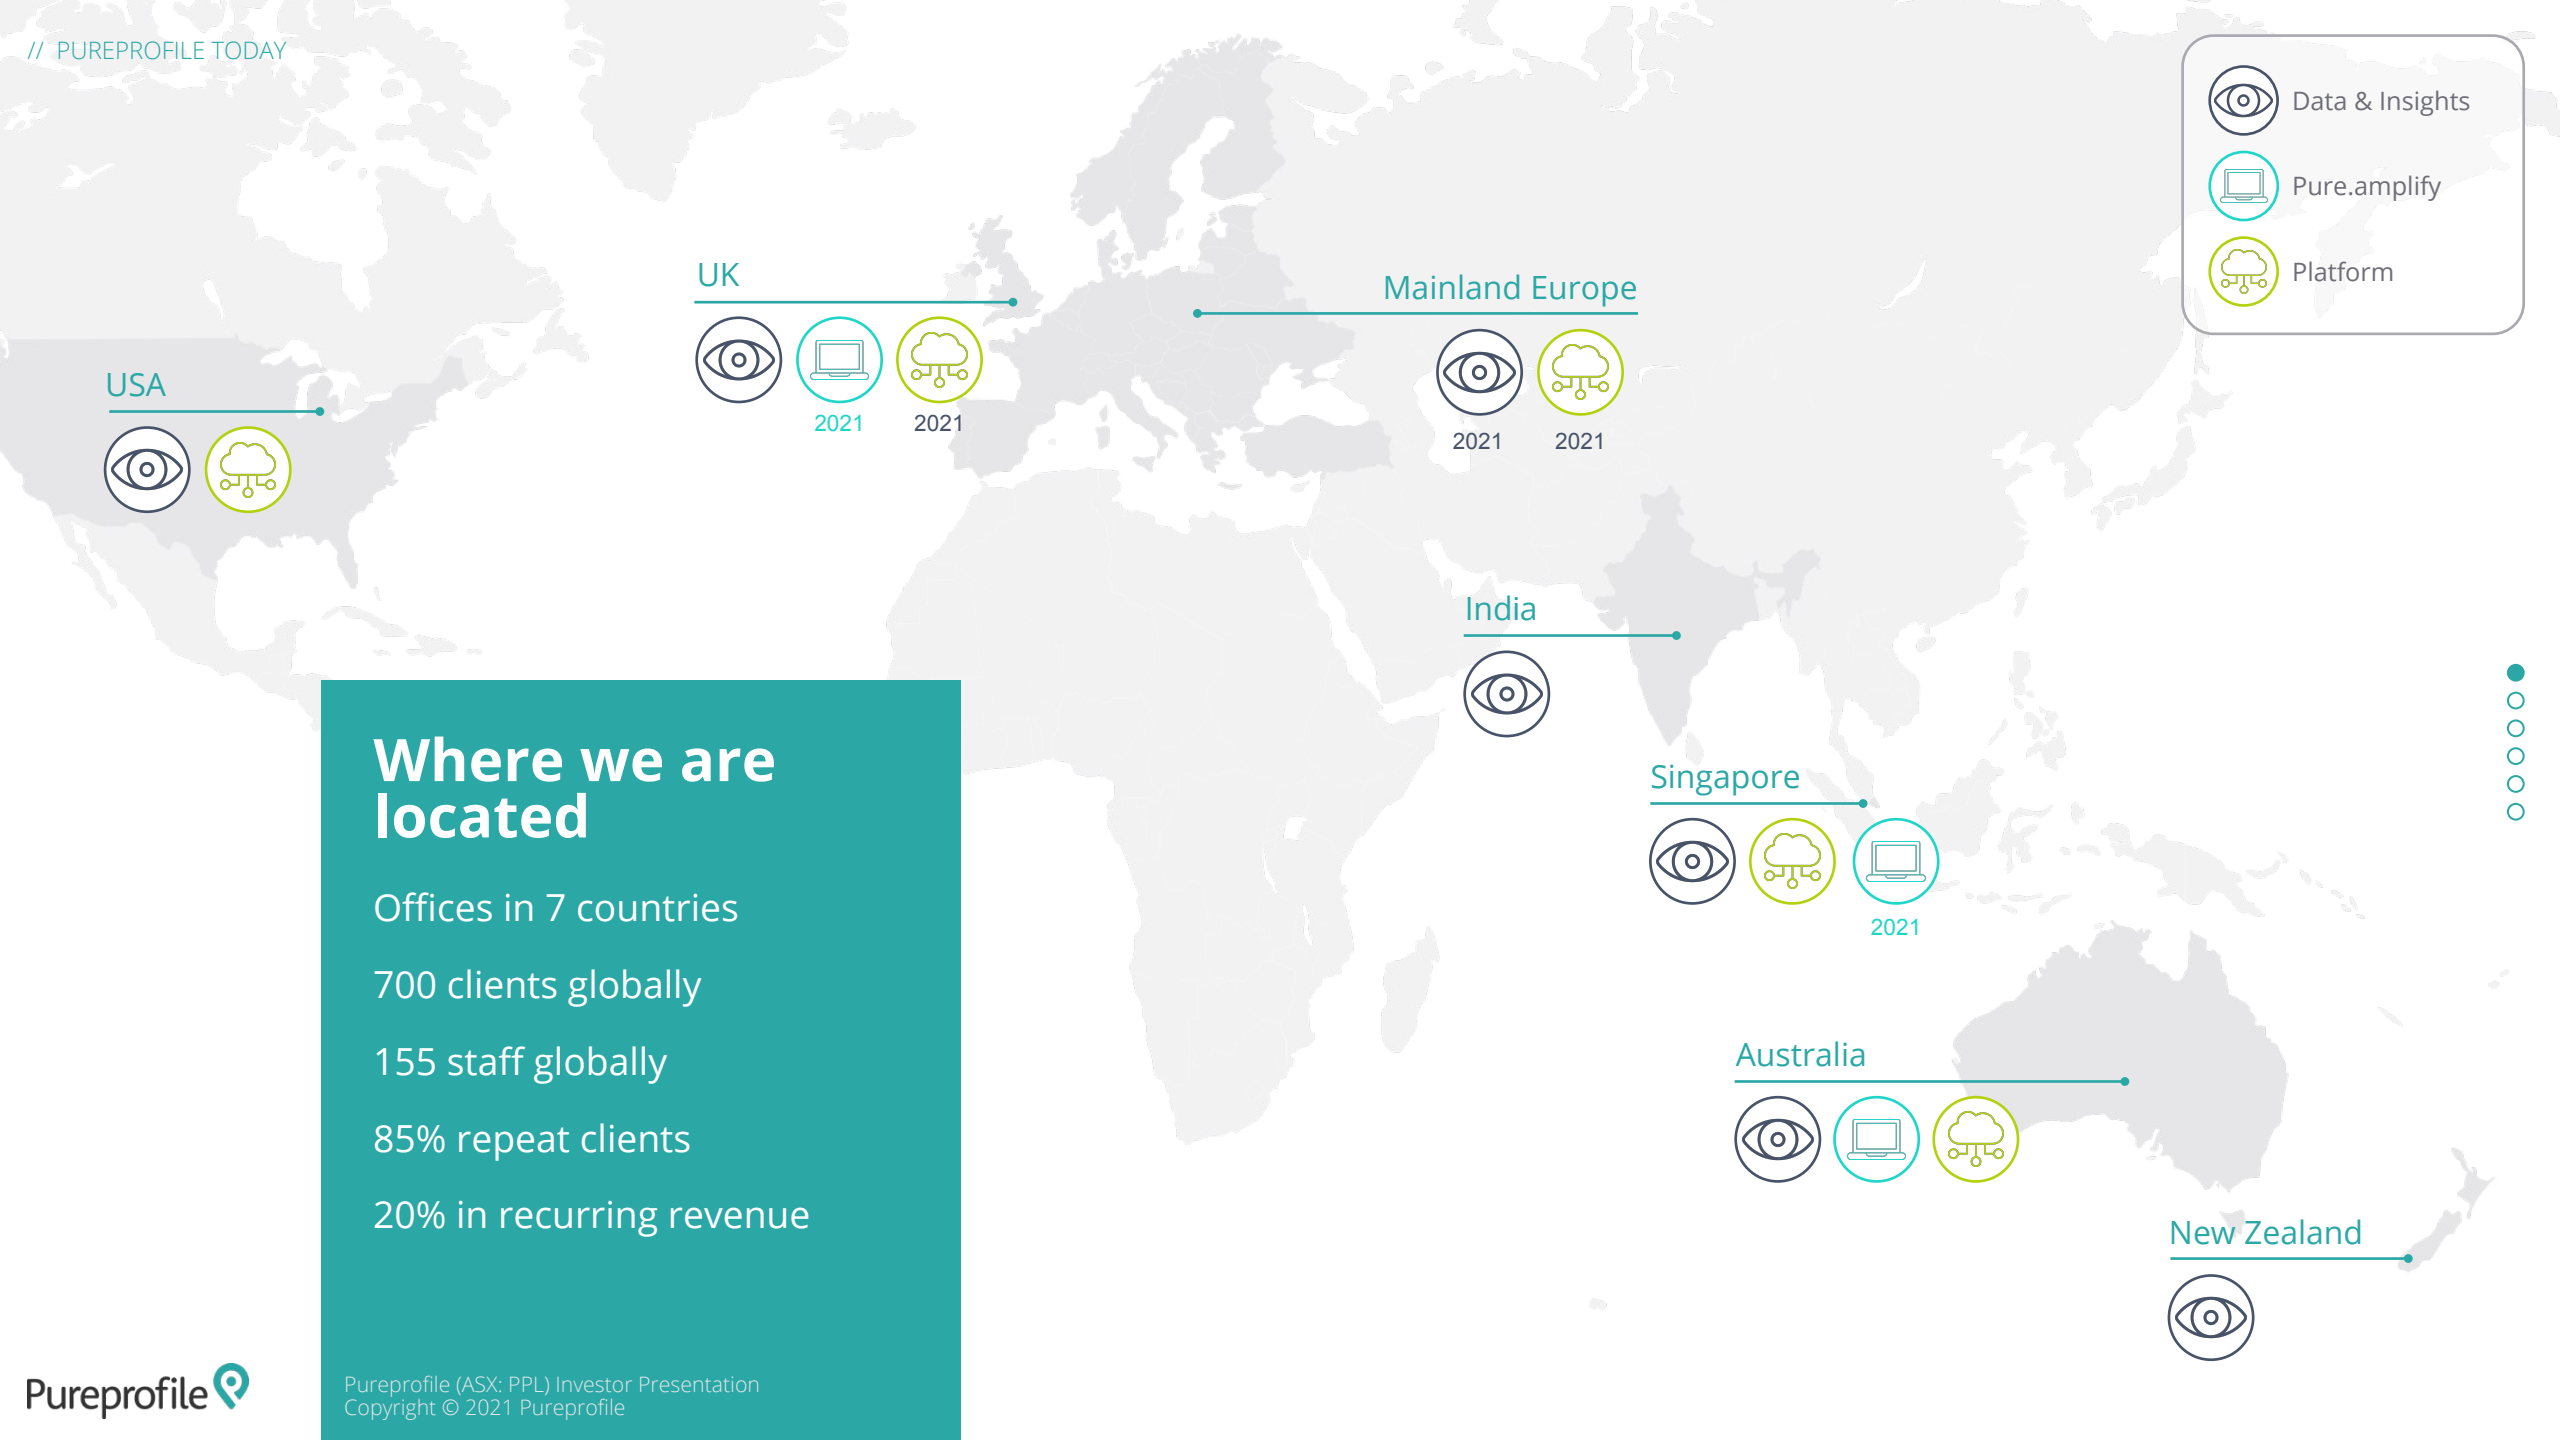 // PUREPROFILE TODAY
Data & Insights
Pure.amplify
Platform
UK
2021
2021
Mainland Europe
2021
2021
USA
India
Singapore
2021
Australia
New Zealand
Where we are
located
Offices in 7 countries
700 clients globally
155 staff globally
85% repeat clients
20% in recurring revenue
Pureprofile
Pureprofile (ASX: PPL) Investor Presentation
Copyright © 2021 Pureprofile